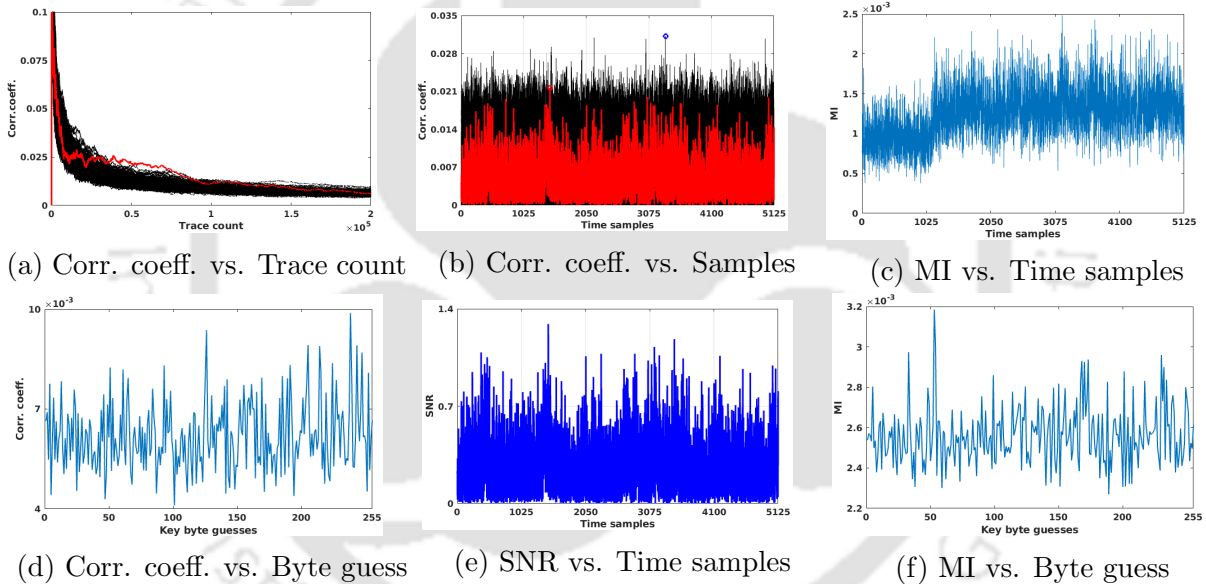 0.1
0.075
0.05
0.025
0
Corr.coeff.
0 0.5 1 1.5 2
Trace count
×10⁵
(a) Corr. coeff. vs. Trace count
0.035
0.028
0.021
0.014
0.007
0
Corr. coeff.
0 1025 2050 3075 4100 5125
Time samples
(b) Corr. coeff. vs. Samples
2.5 ×10⁻³
2
1.5
1
0.5
0
MI
0 1025 2050 3075 4100 5125
Time samples
(c) MI vs. Time samples
10 ×10⁻³
7
4
Corr. coeff.
0 50 100 150 200 255
Key byte guesses
(d) Corr. coeff. vs. Byte guess
1.4
0.7
0
SNR
0 1025 2050 3075 4100 5125
Time samples
(e) SNR vs. Time samples
3.2 ×10⁻³
3
2.8
2.6
2.4
2.2
MI
0 50 100 150 200 255
Key byte guesses
(f) MI vs. Byte guess